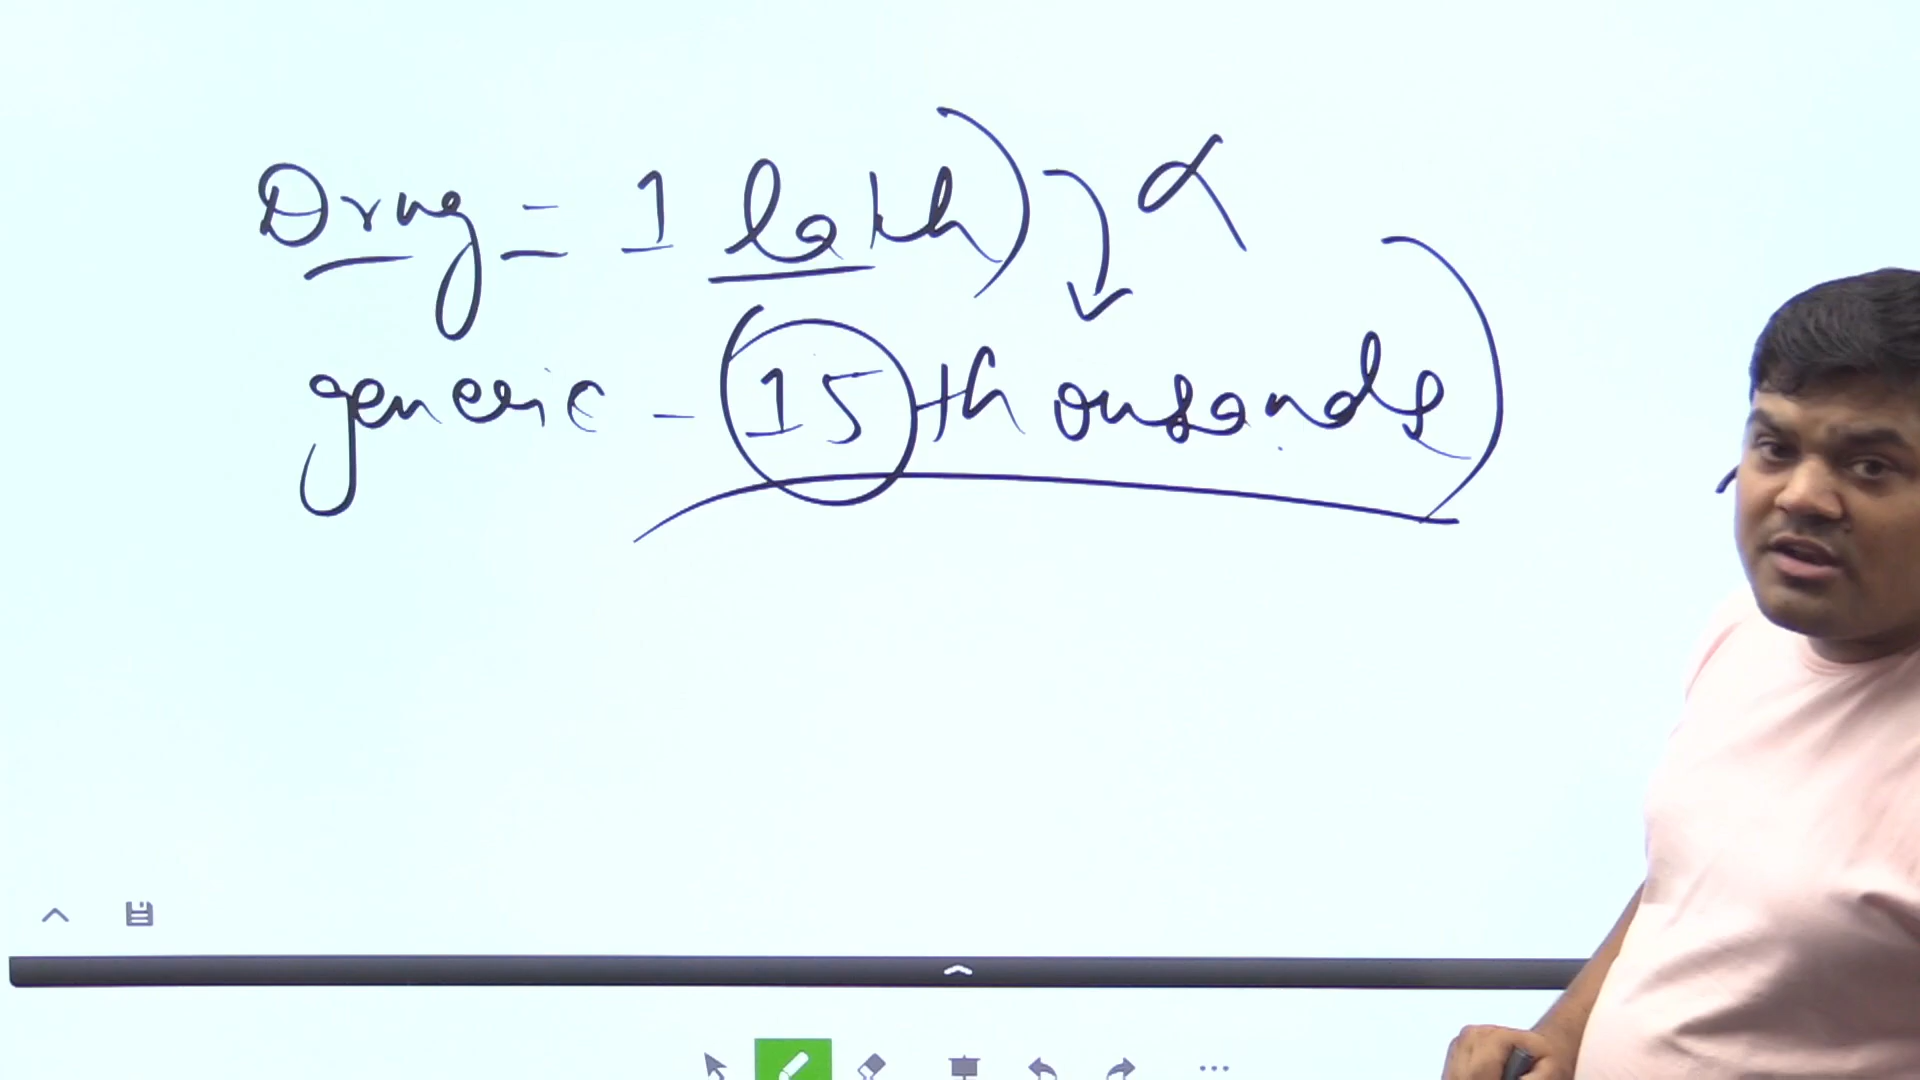 Drug = 1 lakh) α
generic - (15 thousands)